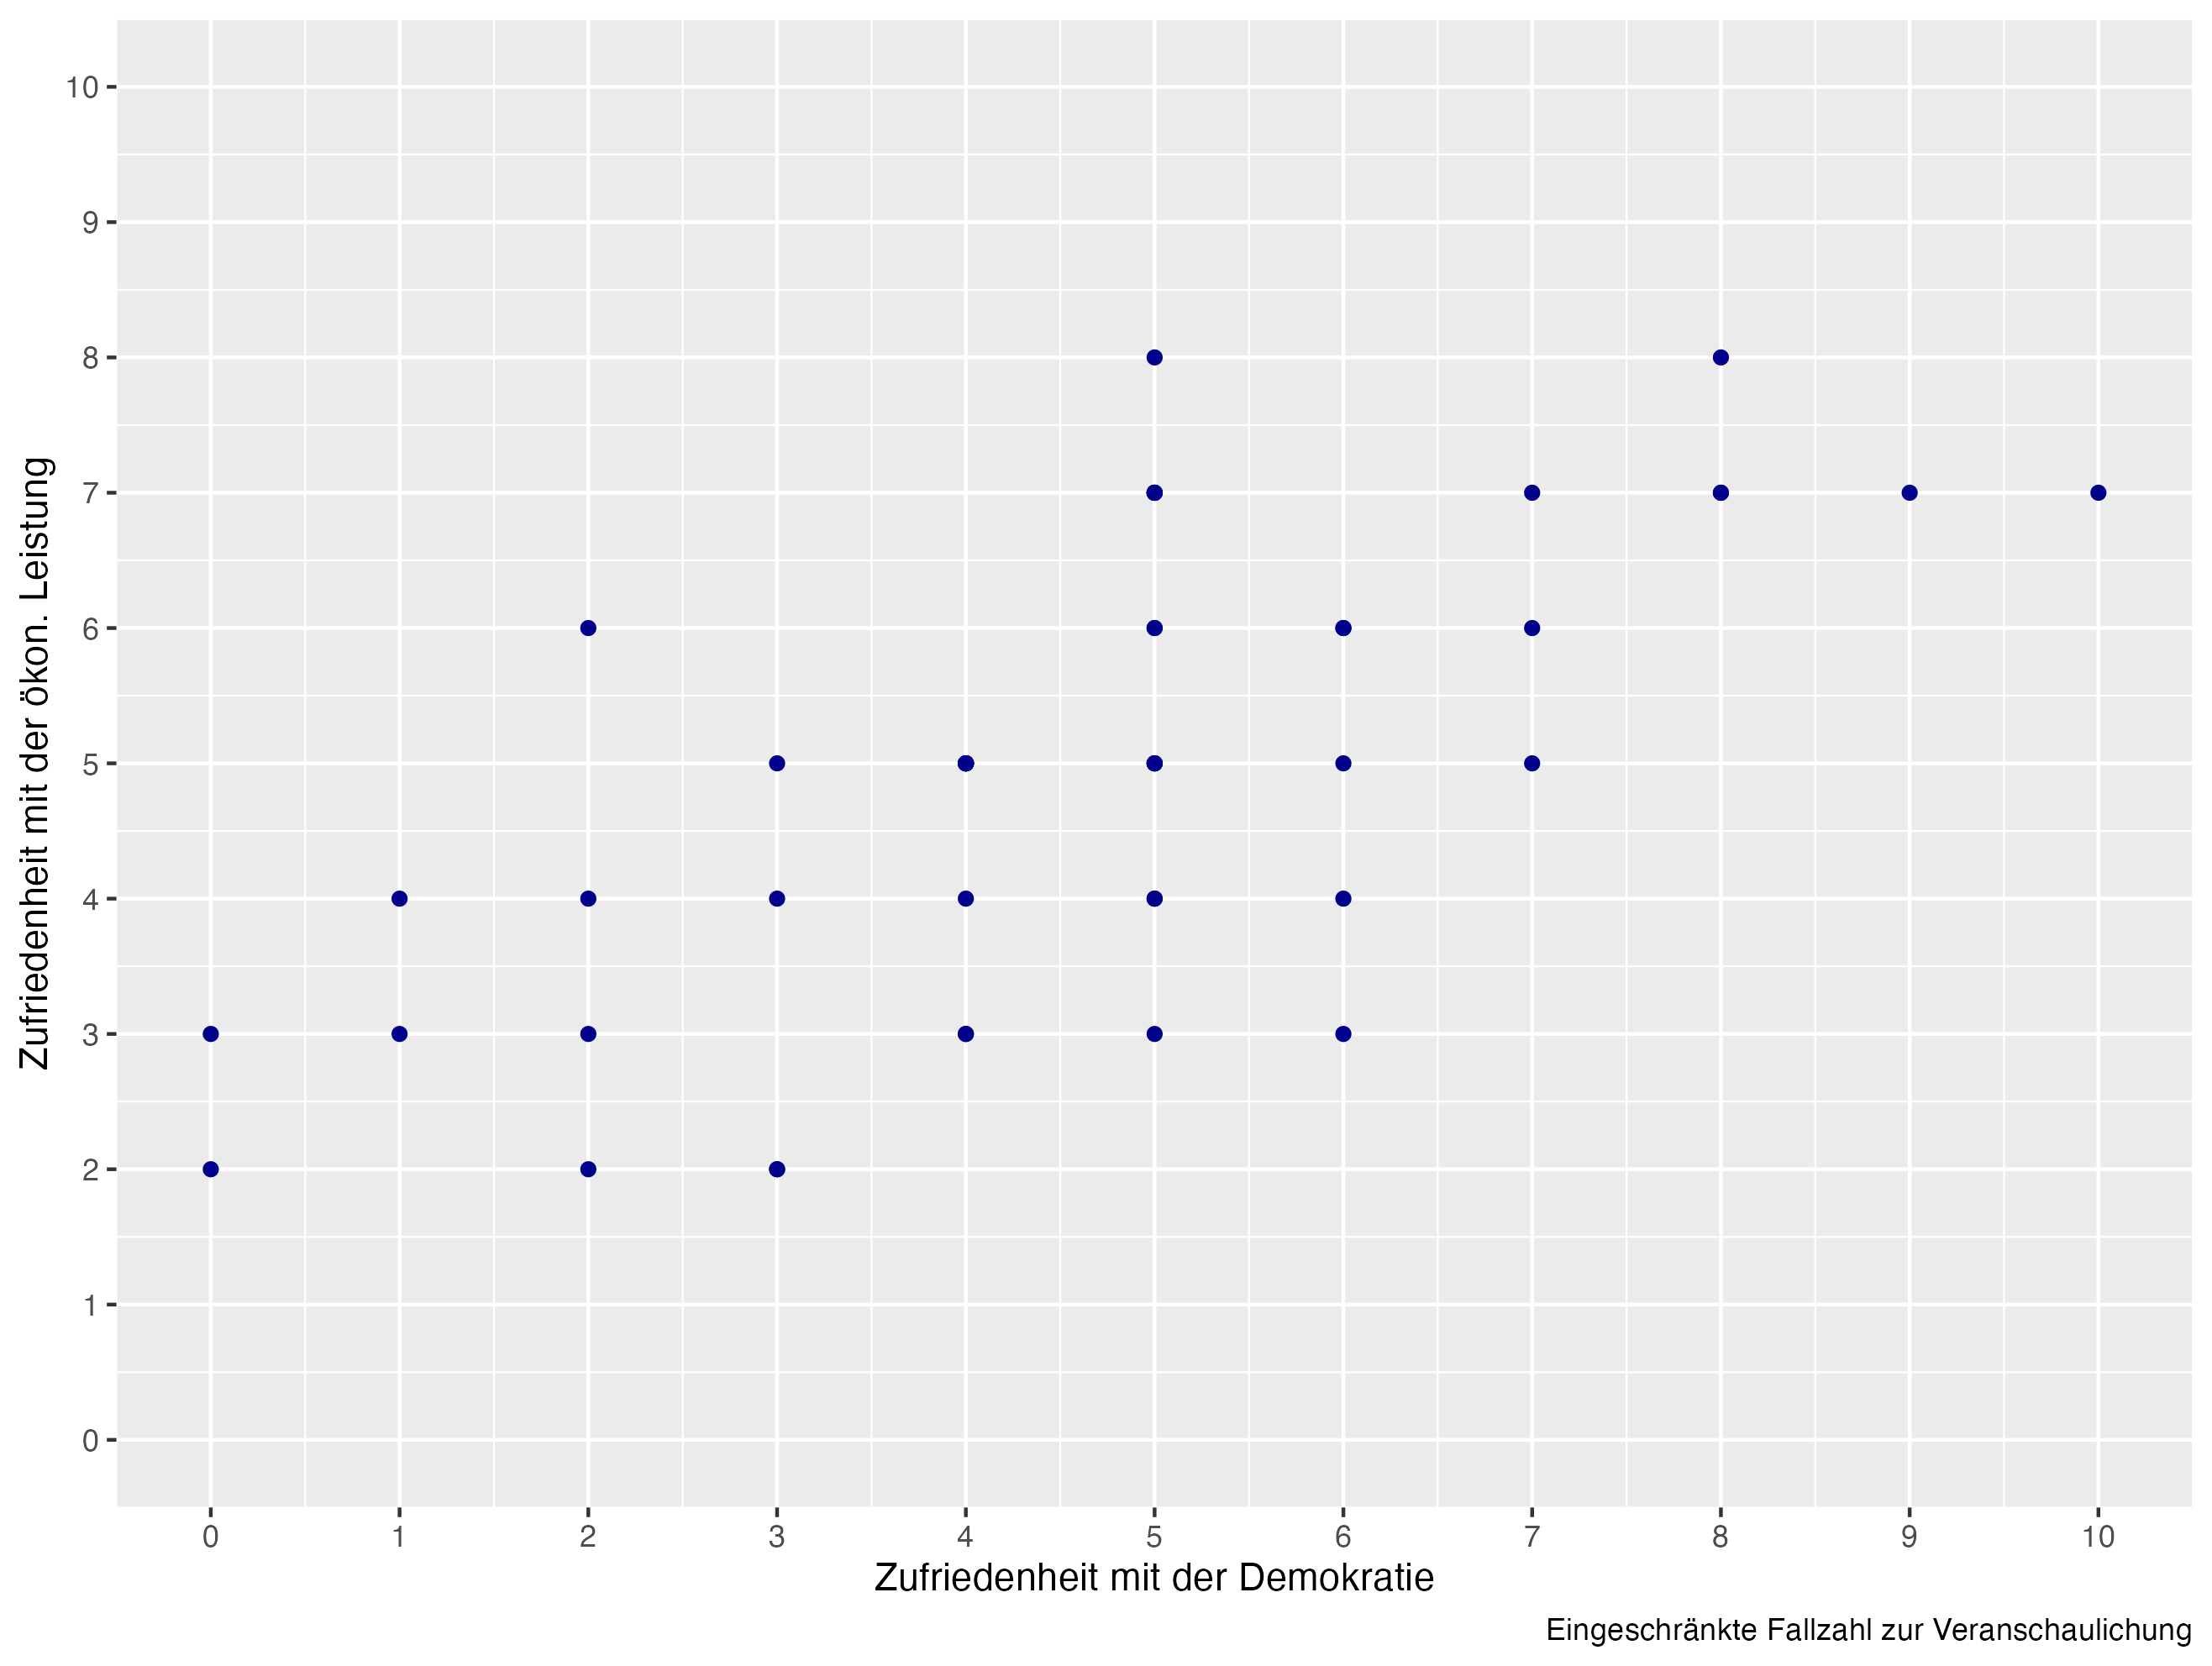 Zufriedenheit mit der ökon. Leistung
10
9
8
7
6
5
4
3
2
1
0
0 1 2 3 4 5 6 7 8 9 10
Zufriedenheit mit der Demokratie
Eingeschränkte Fallzahl zur Veranschaulichung